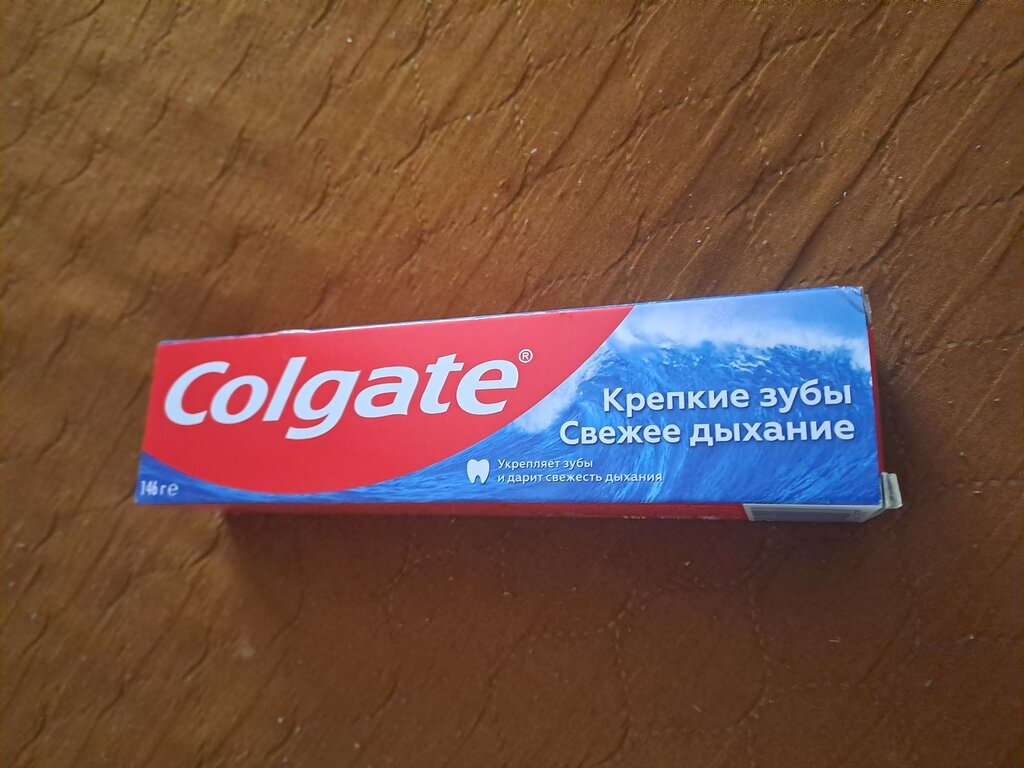 Colgate®
Крепкие зубы
Свежее дыхание
Укрепляет зубы
и дарит свежесть дыхания
146 г℮